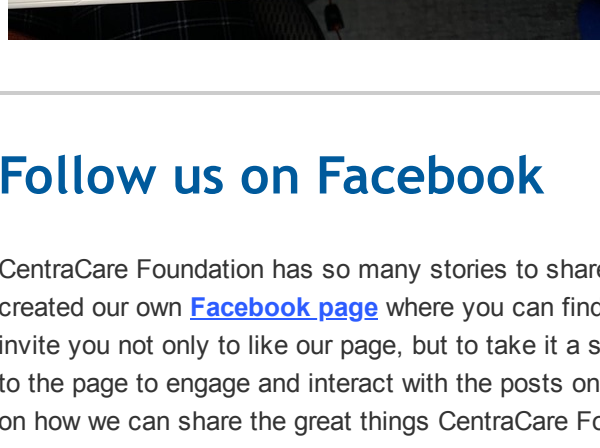 Follow us on Facebook
CentraCare Foundation has so many stories to share
created our own Facebook page where you can find
invite you not only to like our page, but to take it a s
to the page to engage and interact with the posts on
on how we can share the great things CentraCare Fo